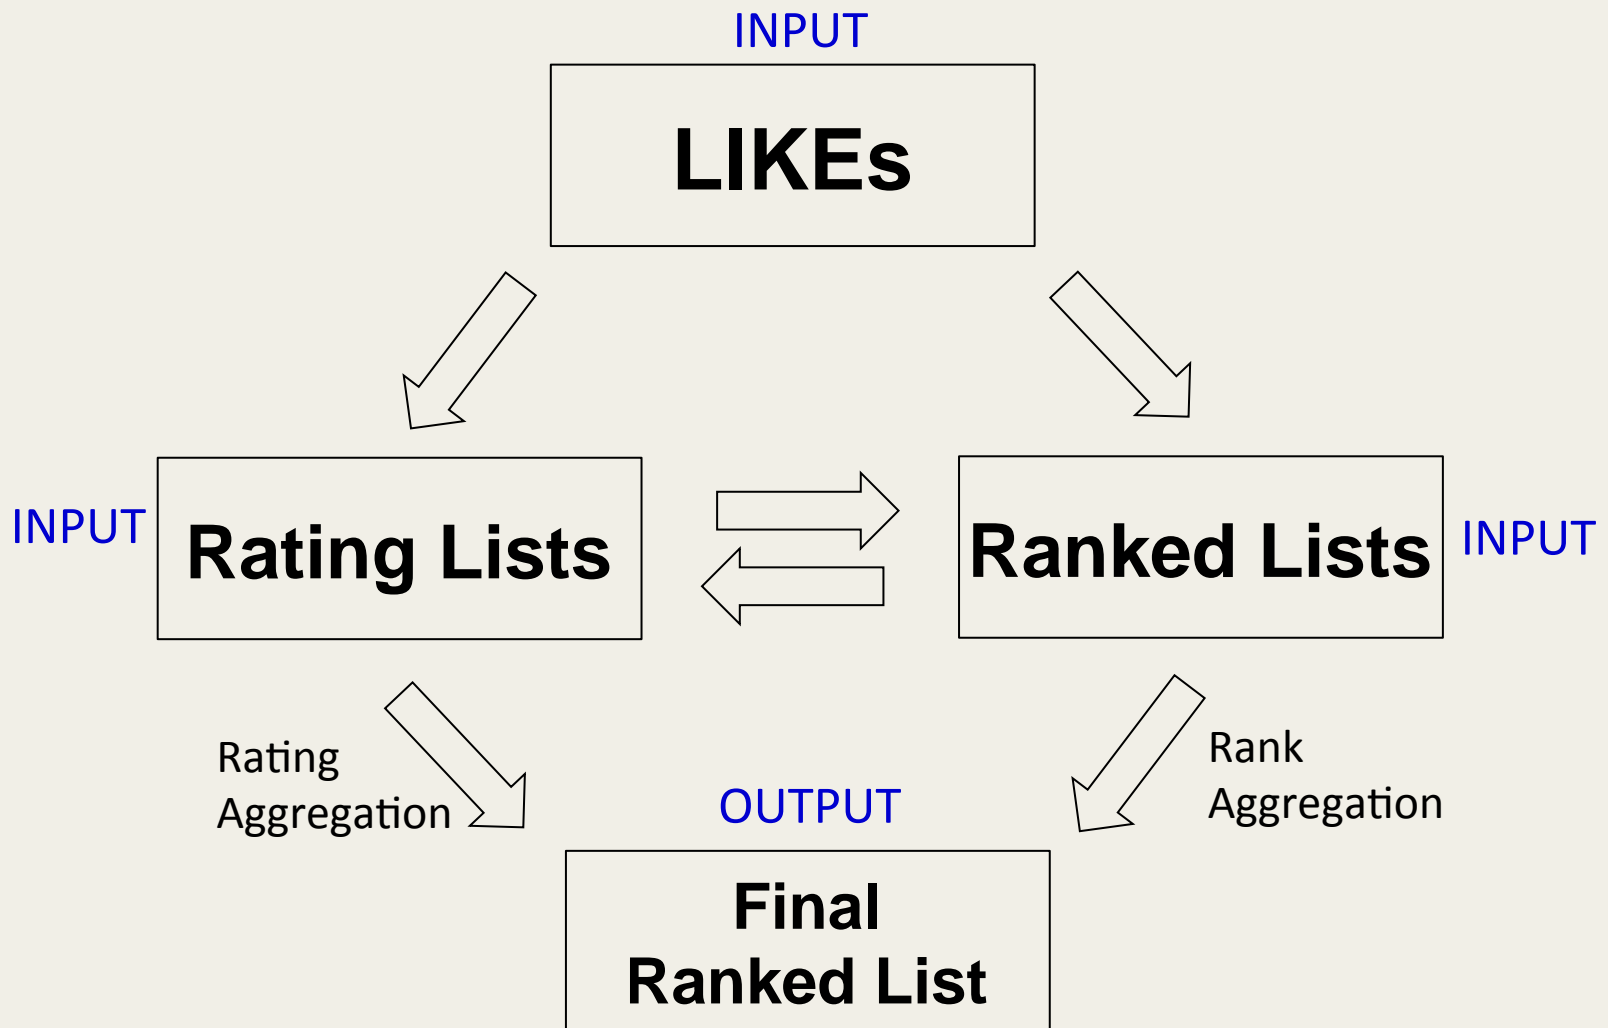 INPUT
LIKEs
INPUT
Rating Lists
Ranked Lists
INPUT
Rating
Aggregation
OUTPUT
Rank
Aggregation
Final
Ranked List